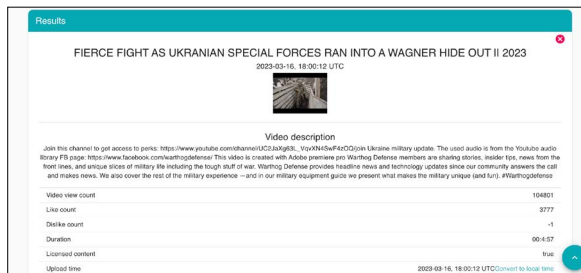 Results
FIERCE FIGHT AS UKRANIAN SPECIAL FORCES RAN INTO A WAGNER HIDE OUT II 2023
2023-03-16, 18:00:12 UTC
Video description
Join this channel to get access to perks: https://www.youtube.com/channel/UC2JaXg63L_VqvXN4SwF4zOQ/join Ukraine military update. The used audio is from the Youtube audio
library FB page: https://www.facebook.com/warthogdefense/ This video is created with Adobe premiere pro Warthog Defense members are sharing stories, insider tips, news from the
front lines, and unique slices of military life including the tough stuff of war. Warthog Defense provides headline news and technology updates since our community answers the call
and makes news. We also cover the rest of the military experience —and in our military equipment guide we present what makes the military unique (and fun). #Warthogdefense
Video view count 104801
Like count 3777
Dislike count -1
Duration 00:4:57
Licensed content true
Upload time 2023-03-16, 18:00:12 UTCConvert to local time